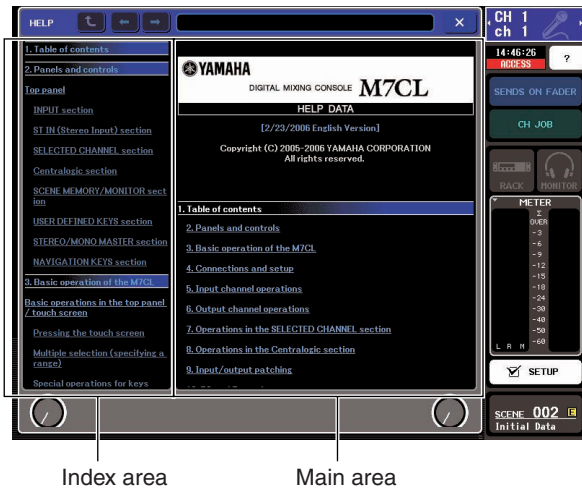 HELP
CH 1
ch 1
14:46:26
ACCESS
?
SENDS ON FADER
CH JOB
RACK
MONITOR
METER
Σ
OVER
-3
-6
-9
-12
-15
-18
-24
-30
-40
-50
-60
L R M
SETUP
SCENE 002 E
Initial Data
1. Table of contents
2. Panels and controls
Top panel
INPUT section
ST IN (Stereo Input) section
SELECTED CHANNEL section
Centralogic section
SCENE MEMORY/MONITOR sect
ion
USER DEFINED KEYS section
STEREO/MONO MASTER section
NAVIGATION KEYS section
3. Basic operation of the M7CL
Basic operations in the top panel
/ touch screen
Pressing the touch screen
Multiple selection (specifying a
range)
Special operations for keys
YAMAHA
DIGITAL MIXING CONSOLE M7CL
HELP DATA
[2/23/2006 English Version]
Copyright (C) 2005-2006 YAMAHA CORPORATION
All rights reserved.
1. Table of contents
2. Panels and controls
3. Basic operation of the M7CL
4. Connections and setup
5. Input channel operations
6. Output channel operations
7. Operations in the SELECTED CHANNEL section
8. Operations in the Centralogic section
9. Input/output patching
Index area
Main area